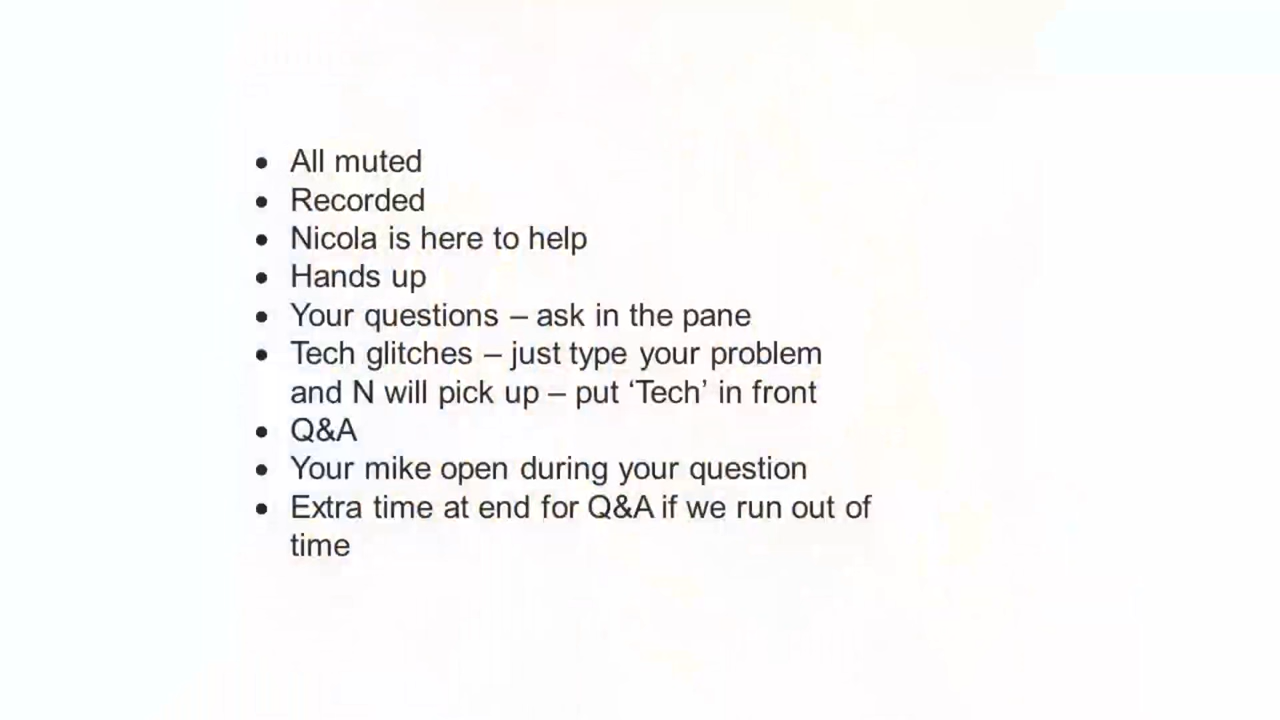 • All muted
• Recorded
• Nicola is here to help
• Hands up
• Your questions – ask in the pane
• Tech glitches – just type your problem
and N will pick up – put ‘Tech’ in front
• Q&A
• Your mike open during your question
• Extra time at end for Q&A if we run out of
time